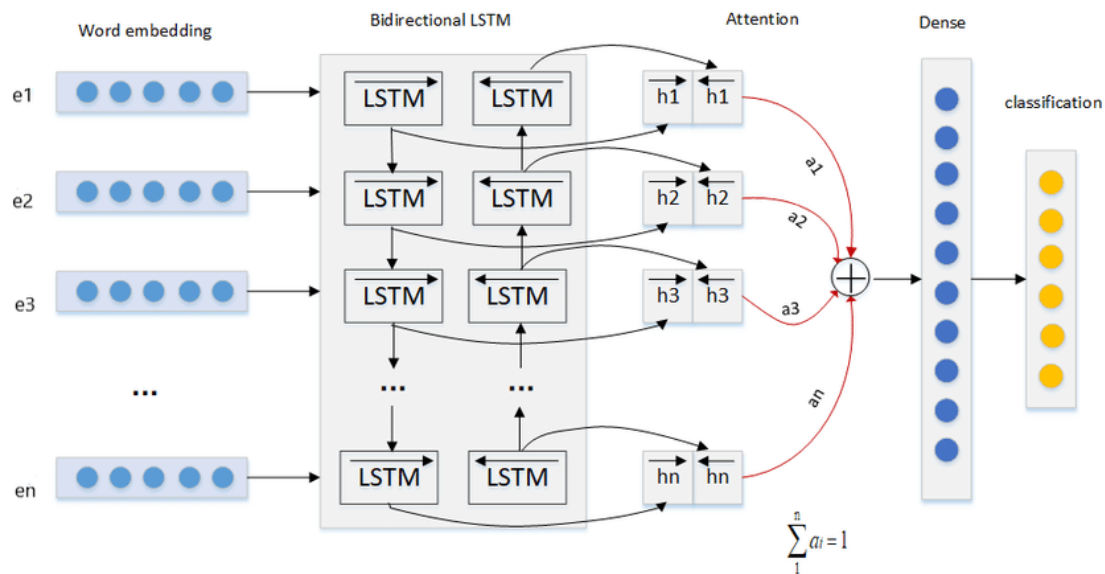 Word embedding
Bidirectional LSTM
Attention
Dense
classification
e1
LSTM LSTM
h1 h1
a1
e2
LSTM LSTM
h2 h2
a2
e3
LSTM LSTM
h3 h3
a3
...
... ...
an
en
LSTM LSTM
hn hn
n
∑ ai = 1
1